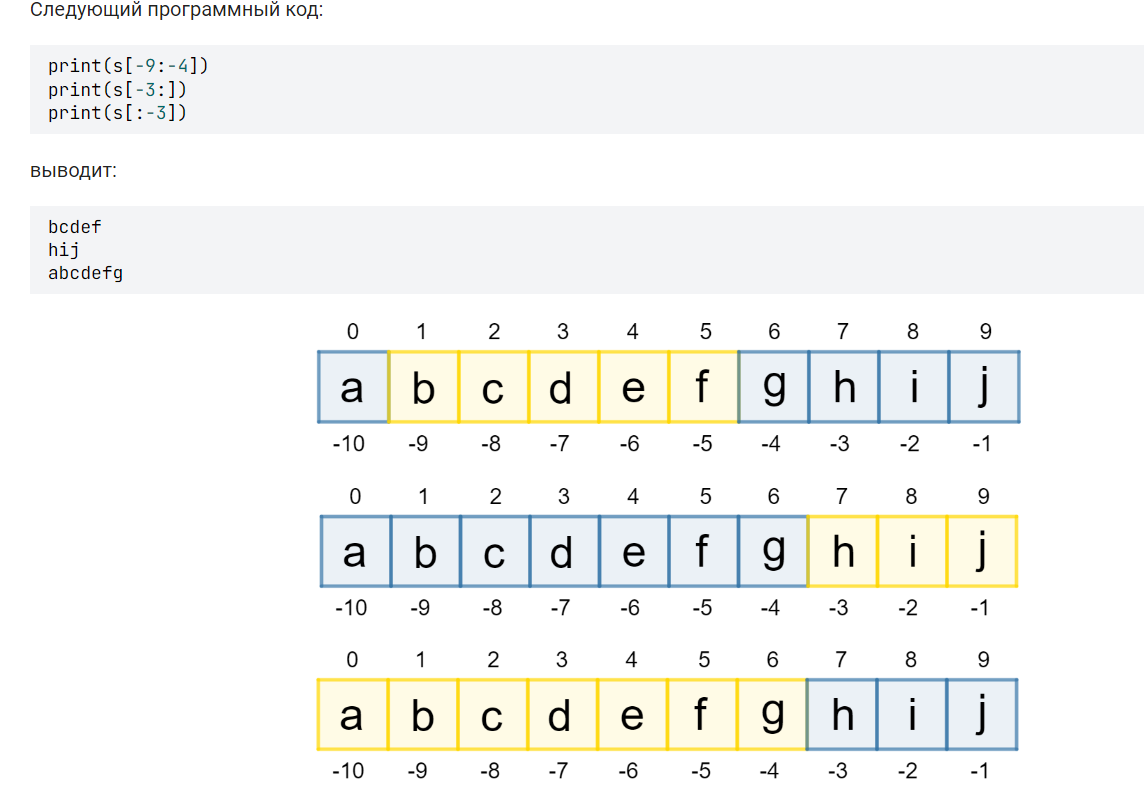 Следующий программный код:
print(s[-9:-4])
print(s[-3:])
print(s[:-3])
выводит:
bcdef
hij
abcdefg
0 1 2 3 4 5 6 7 8 9
a b c d e f g h i j
-10 -9 -8 -7 -6 -5 -4 -3 -2 -1
0 1 2 3 4 5 6 7 8 9
a b c d e f g h i j
-10 -9 -8 -7 -6 -5 -4 -3 -2 -1
0 1 2 3 4 5 6 7 8 9
a b c d e f g h i j
-10 -9 -8 -7 -6 -5 -4 -3 -2 -1